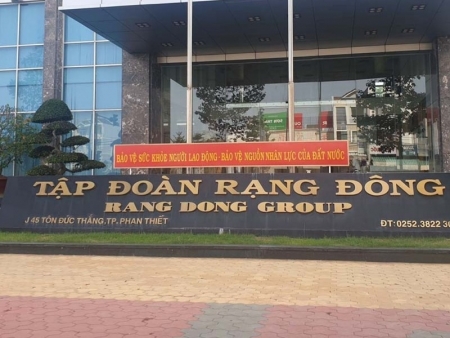 BẢO VỆ SỨC KHỎE NGƯỜI LAO ĐỘNG-BẢO VỆ NGUỒN NHÂN LỰC CỦA ĐẤT NƯỚC
TẬP ĐOÀN RẠNG ĐÔNG
RANG DONG GROUP
J 45 TÔN ĐỨC THẮNG.TP.PHAN THIẾT
ĐT:0252.3822 30